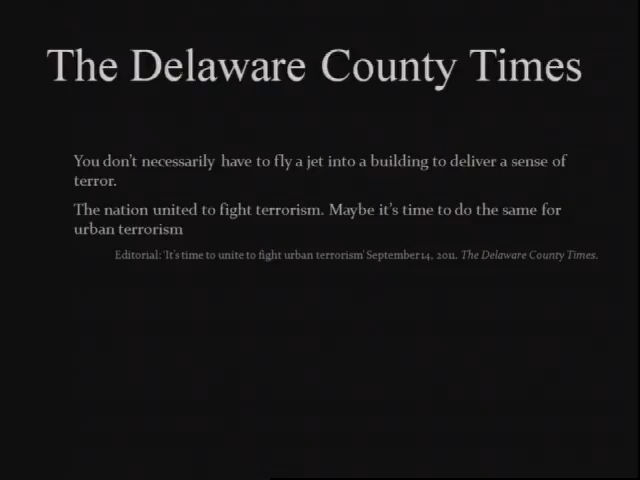 The Delaware County Times
You don't necessarily have to fly a jet into a building to deliver a sense of
terror.
The nation united to fight terrorism. Maybe it's time to do the same for
urban terrorism
Editorial: 'It's time to unite to fight urban terrorism' September 14, 2011. The Delaware County Times.